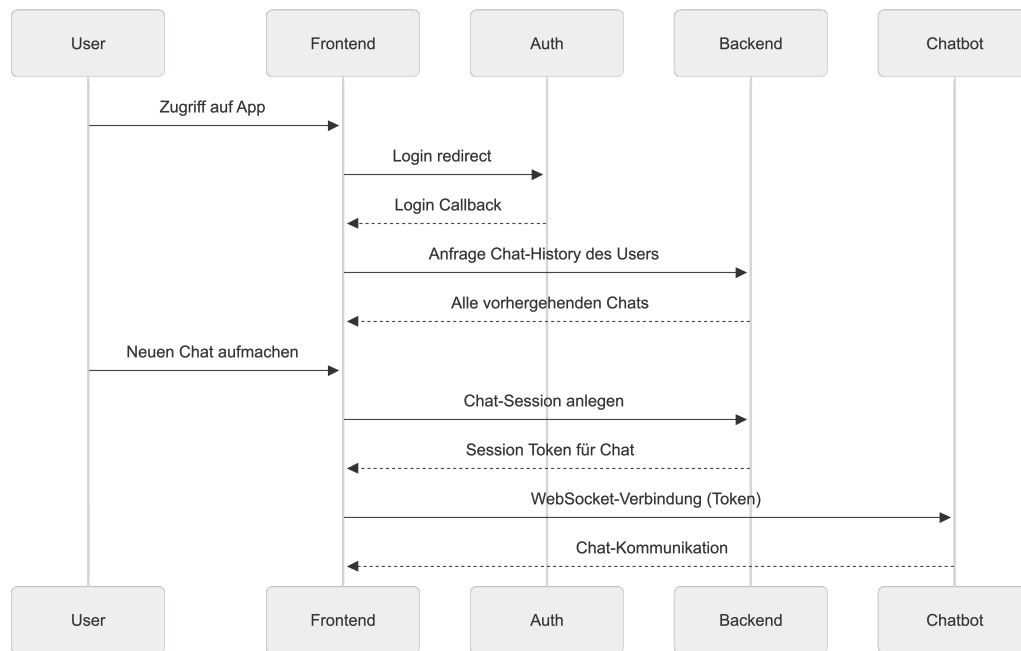 User Frontend Auth Backend Chatbot
Zugriff auf App
Login redirect
Login Callback
Anfrage Chat-History des Users
Alle vorhergehenden Chats
Neuen Chat aufmachen
Chat-Session anlegen
Session Token für Chat
WebSocket-Verbindung (Token)
Chat-Kommunikation
User Frontend Auth Backend Chatbot